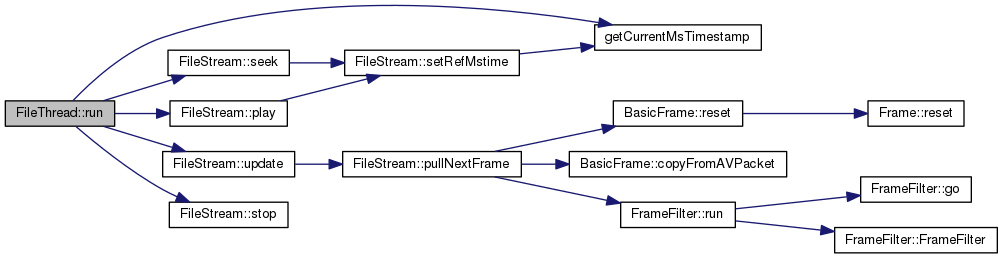 getCurrentMsTimestamp
FileStream::seek
FileStream::setRefMstime
FileThread::run
FileStream::play
BasicFrame::reset
Frame::reset
FileStream::update
FileStream::pullNextFrame
BasicFrame::copyFromAVPacket
FrameFilter::go
FileStream::stop
FrameFilter::run
FrameFilter::FrameFilter